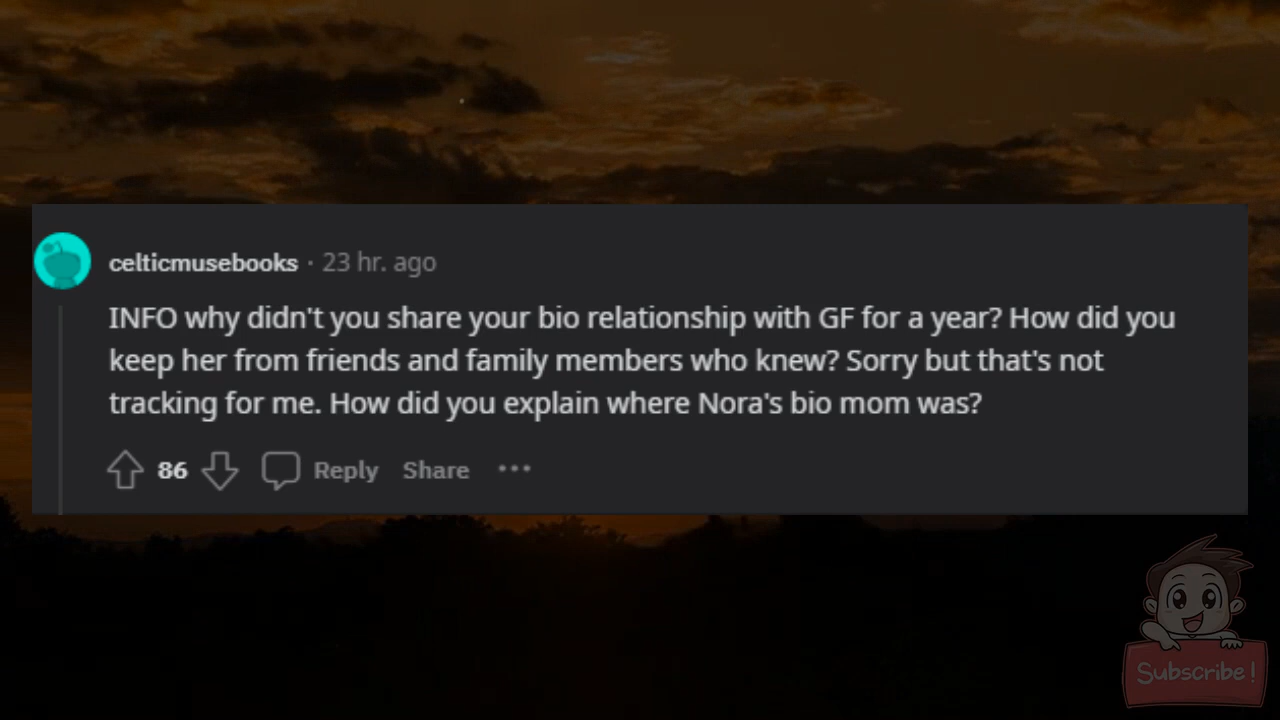 celticmusebooks · 23 hr. ago
INFO why didn't you share your bio relationship with GF for a year? How did you
keep her from friends and family members who knew? Sorry but that's not
tracking for me. How did you explain where Nora's bio mom was?
86 Reply Share ...
Subscribe!